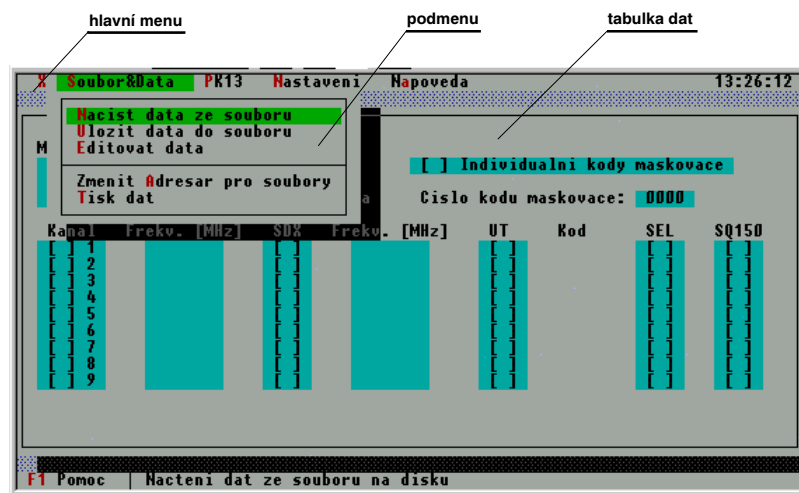 hlavní menu podmenu tabulka dat
X Soubor&Data PK13 Nastaveni Napoveda 13:26:12
Nacist data ze souboru
Ulozit data do souboru
M Editovat data
[ ] Individualni kody maskovace
Zmenit Adresar pro soubory
Tisk dat a Cislo kodu maskovace: 0000
Kanal Frekv. [MHz] SDX Frekv. [MHz] UT Kod SEL SQ150
[ ] 1 [ ] [ ] [ ] [ ]
[ ] 2 [ ] [ ] [ ] [ ]
[ ] 3 [ ] [ ] [ ] [ ]
[ ] 4 [ ] [ ] [ ] [ ]
[ ] 5 [ ] [ ] [ ] [ ]
[ ] 6 [ ] [ ] [ ] [ ]
[ ] 7 [ ] [ ] [ ] [ ]
[ ] 8 [ ] [ ] [ ] [ ]
[ ] 9 [ ] [ ] [ ] [ ]
F1 Pomoc | Nacteni dat ze souboru na disku